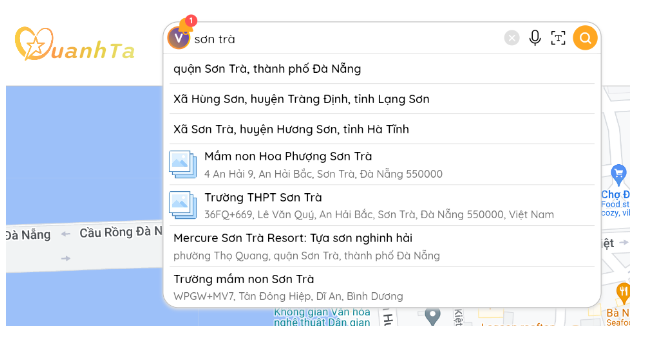 QuanhTa
V
1
sơn trà
T
quận Sơn Trà, thành phố Đà Nẵng
Xã Hùng Sơn, huyện Tràng Định, tỉnh Lạng Sơn
Xã Sơn Trà, huyện Hương Sơn, tỉnh Hà Tĩnh
Mầm non Hoa Phượng Sơn Trà
4 An Hải 9, An Hải Bắc, Sơn Trà, Đà Nẵng 550000
Trường THPT Sơn Trà
36FQ+669, Lê Văn Quý, An Hải Bắc, Sơn Trà, Đà Nẵng 550000, Việt Nam
Mercure Sơn Trà Resort: Tựa sơn nghinh hải
phường Thọ Quang, quận Sơn Trà, thành phố Đà Nẵng
Trường mầm non Sơn Trà
WPGW+MV7, Tân Đông Hiệp, Dĩ An, Bình Dương
Đà Nẵng ← Cầu Rồng Đà N
→
Chợ Đ
Food st
cozy, vil
iệt →
Không gian Văn hóa
nghệ thuật Dân gian
Kiệt
Bà N
Seafoo